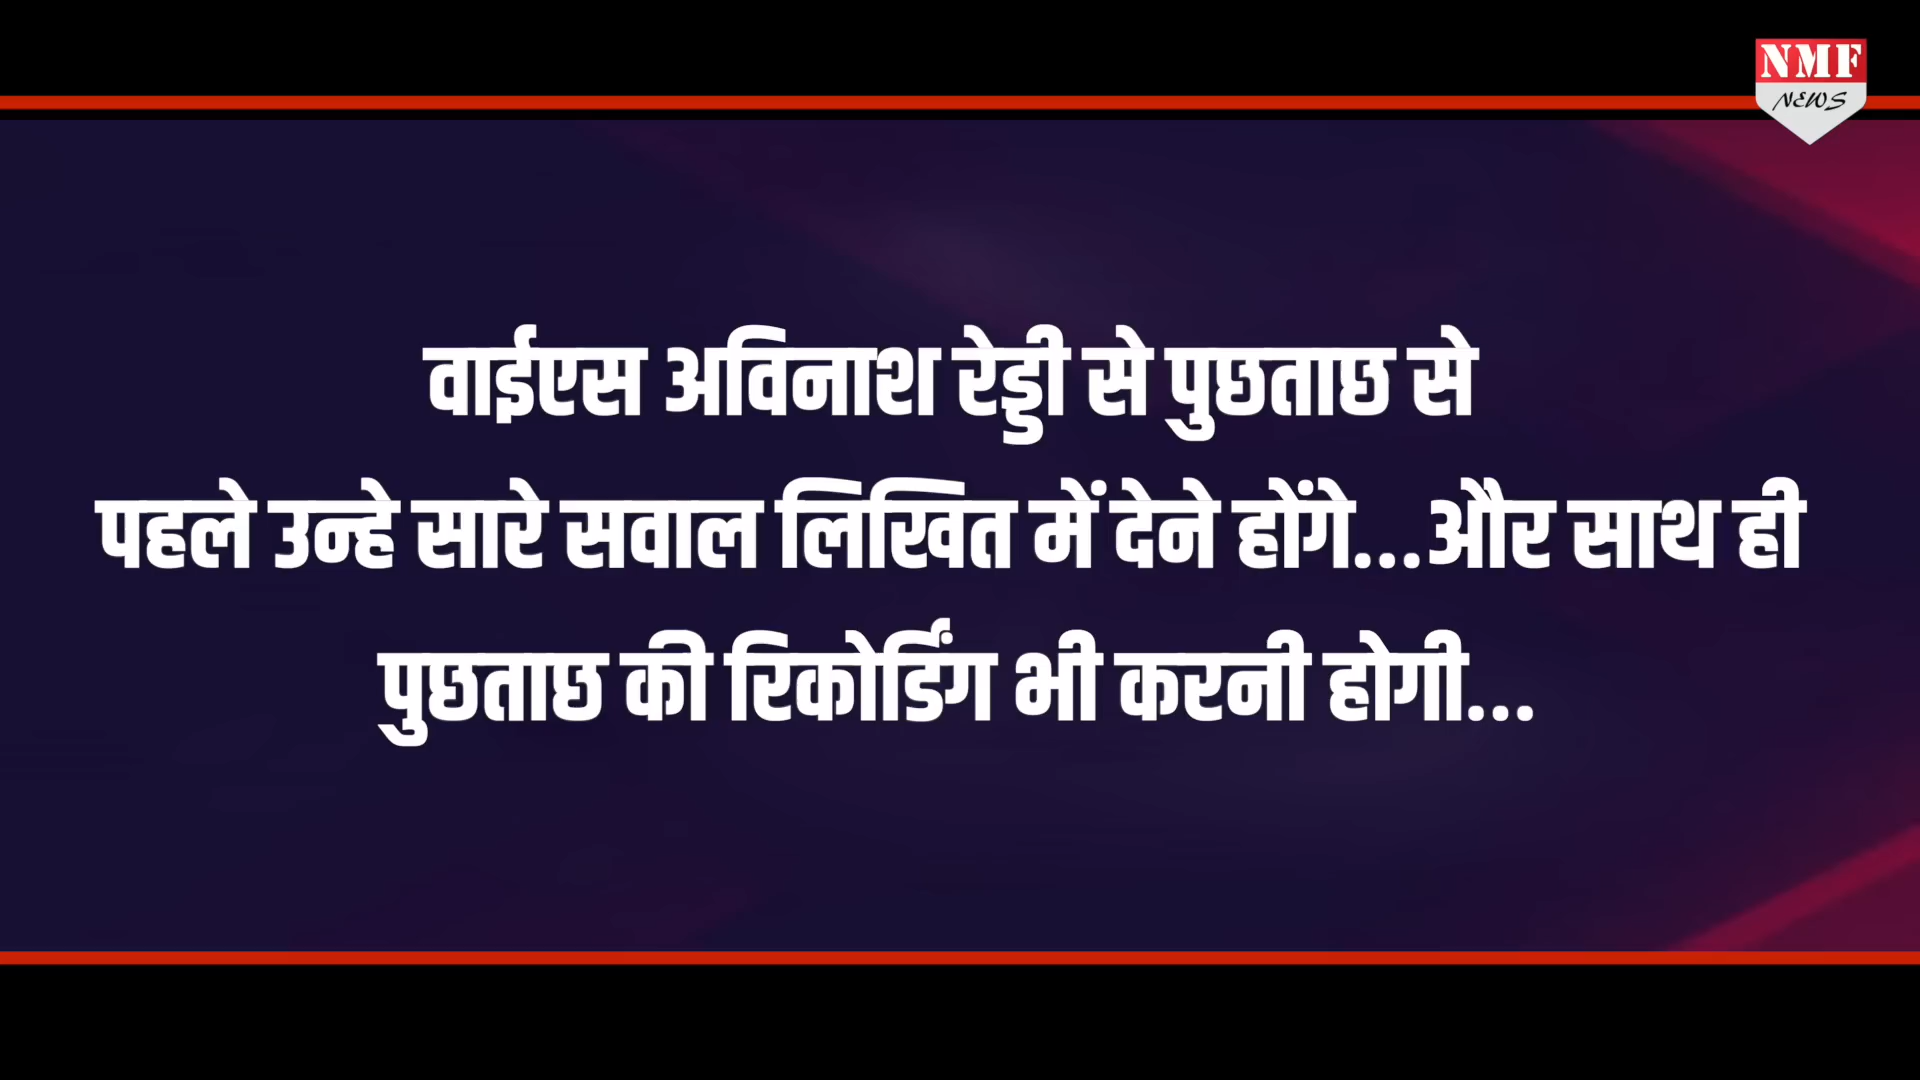 NMF
NEWS
वाईएस अविनाश रेड्डी से पुछताछ से
पहले उन्हे सारे सवाल लिखित में देने होंगे...और साथ ही
पुछताछ की रिकोर्डिंग भी करनी होगी...